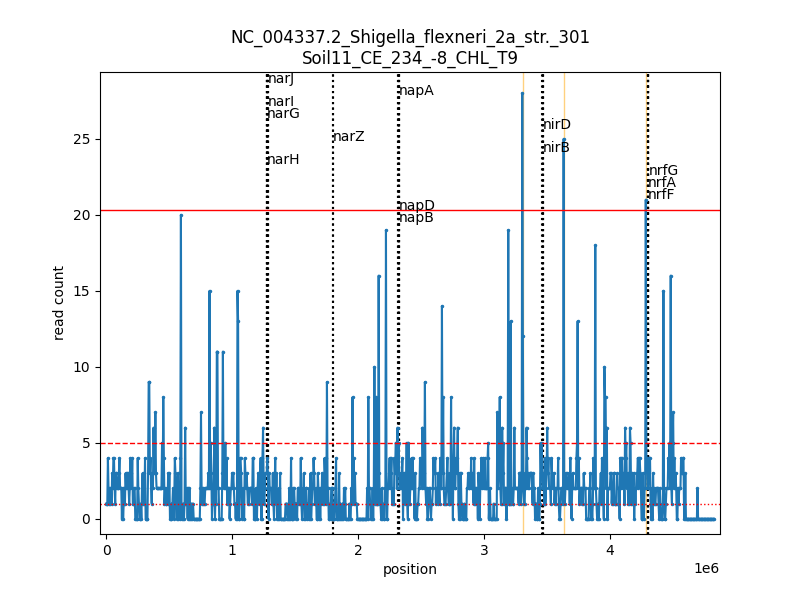 NC_004337.2_Shigella_flexneri_2a_str._301
Soil11_CE_234_-8_CHL_T9
narJ
narI
narG
narH
narZ
napA
napD
napB
nirD
nirB
nrfG
nrfA
nrfF
read count
25
20
15
10
5
0
0
1
2
3
4
1e6
position